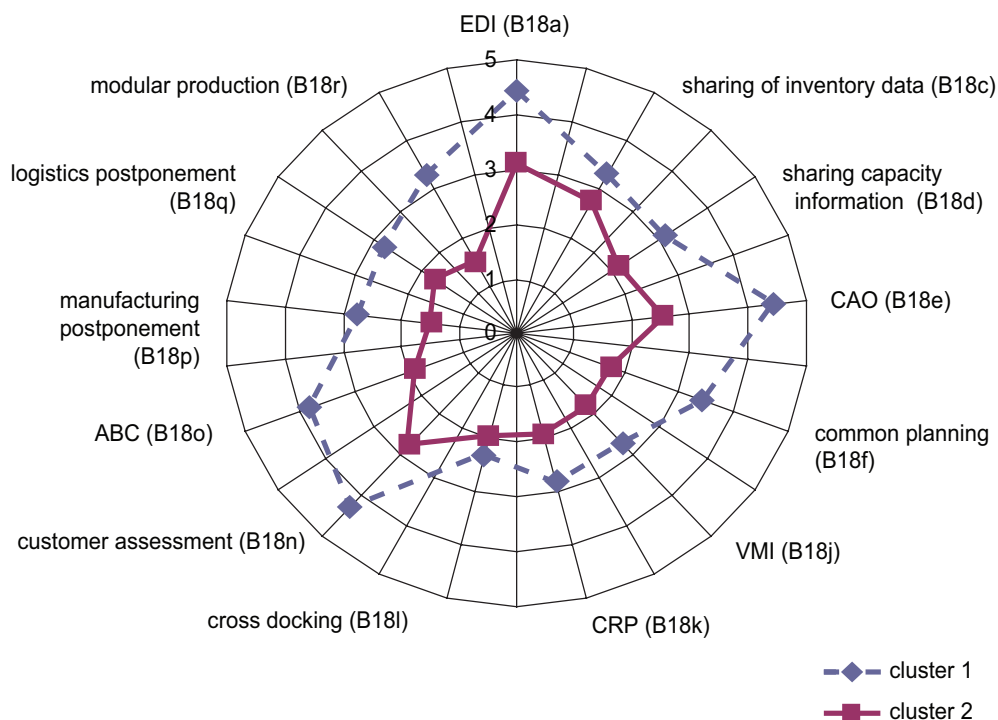 EDI (B18a)
5
modular production (B18r)
sharing of inventory data (B18c)
4
logistics postponement
(B18q)
3
sharing capacity
information (B18d)
2
manufacturing
postponement
(B18p)
1
CAO (B18e)
0
ABC (B18o)
common planning
(B18f)
customer assessment (B18n)
VMI (B18j)
cross docking (B18l)
CRP (B18k)
cluster 1
cluster 2